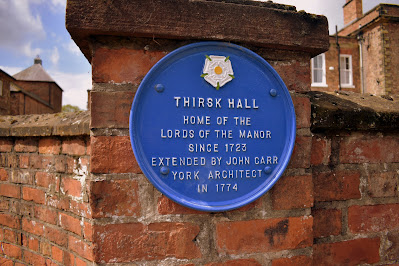 THIRSK HALL
HOME OF THE
LORDS OF THE MANOR
SINCE 1723
EXTENDED BY JOHN CARR
YORK ARCHITECT
IN 1774